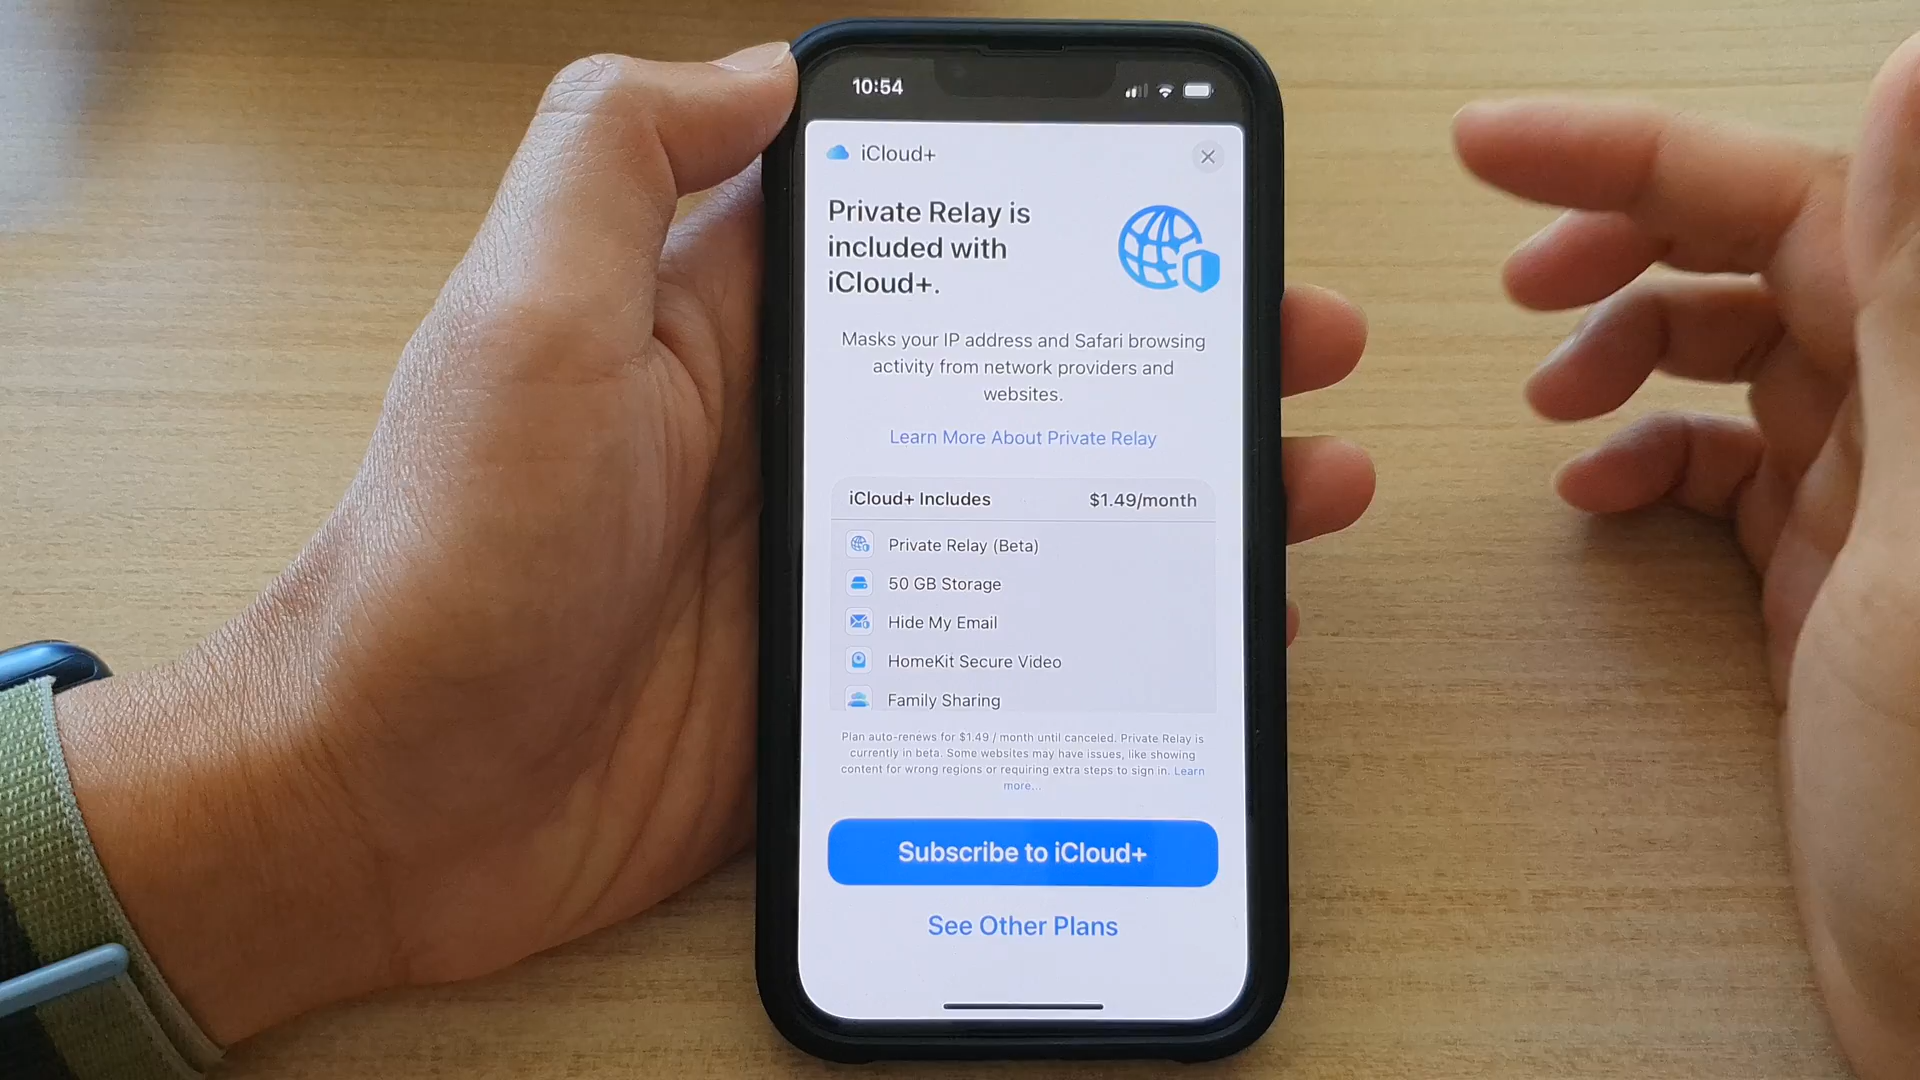 10:54
iCloud+
Private Relay is
included with
iCloud+.
Masks your IP address and Safari browsing
activity from network providers and
websites.
Learn More About Private Relay
iCloud+ Includes $1.49/month
Private Relay (Beta)
50 GB Storage
Hide My Email
HomeKit Secure Video
Family Sharing
Plan auto-renews for $1.49 / month until canceled. Private Relay is
currently in beta. Some websites may have issues, like showing
content for wrong regions or requiring extra steps to sign in. Learn
more...
Subscribe to iCloud+
See Other Plans